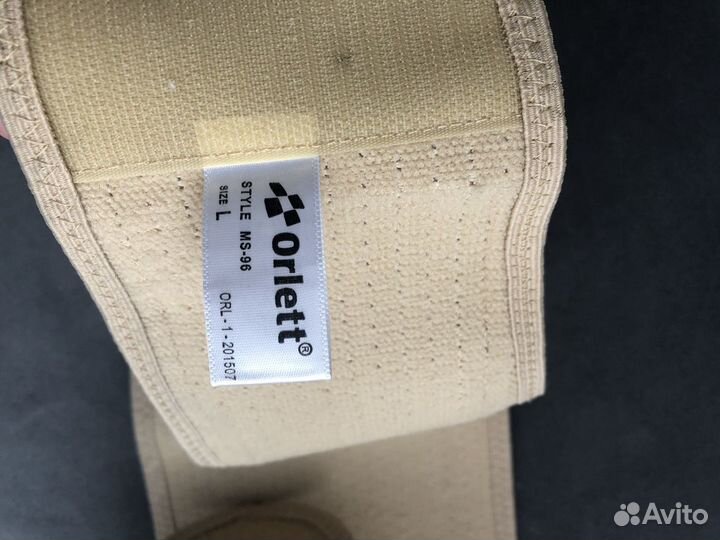 Orlett®
STYLE MS-96 ORL-1-201507
SIZE L
Avito